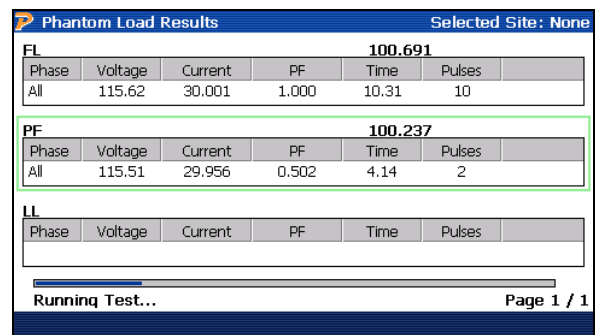 Phantom Load Results Selected Site: None
FL 100.691
Phase Voltage Current PF Time Pulses
All 115.62 30.001 1.000 10.31 10
PF 100.237
Phase Voltage Current PF Time Pulses
All 115.51 29.956 0.502 4.14 2
LL
Phase Voltage Current PF Time Pulses
Running Test... Page 1 / 1